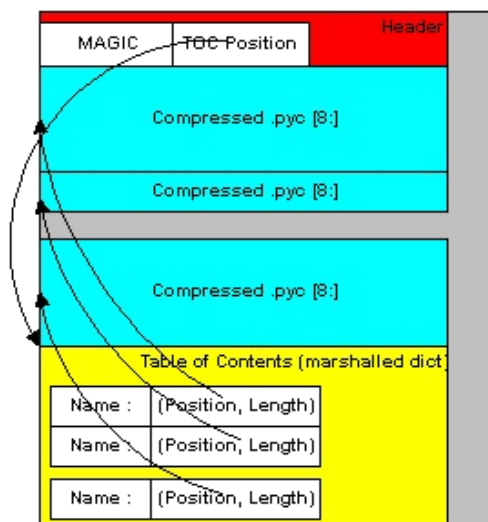 Header
MAGIC TOC Position
Compressed .pyc [8:]
Compressed .pyc [8:]
Compressed .pyc [8:]
Table of Contents (marshalled dict)
Name : (Position, Length)
Name : (Position, Length)
Name : (Position, Length)